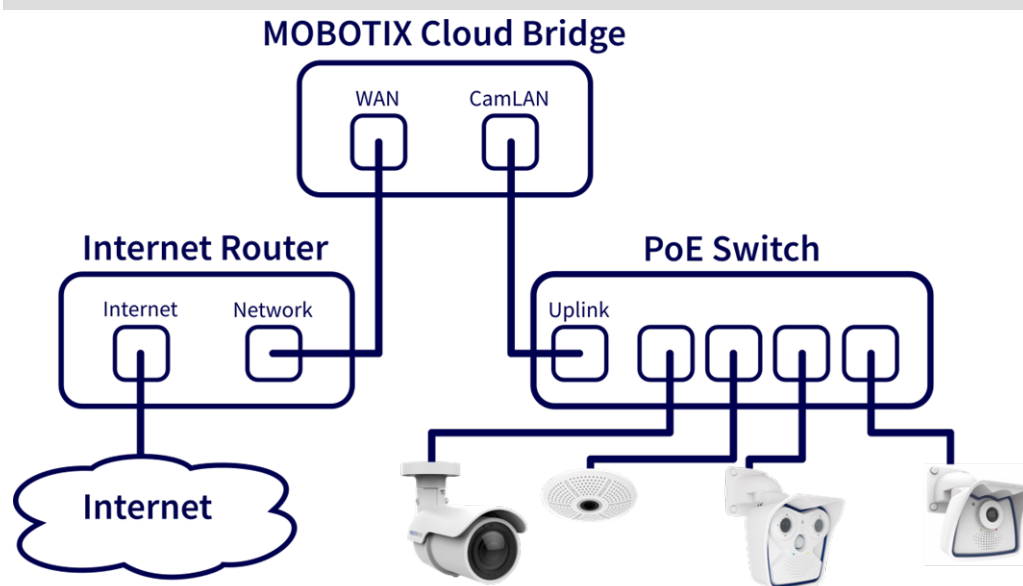 MOBOTIX Cloud Bridge
WAN
CamLAN
Internet Router
PoE Switch
Internet
Network
Uplink
Internet